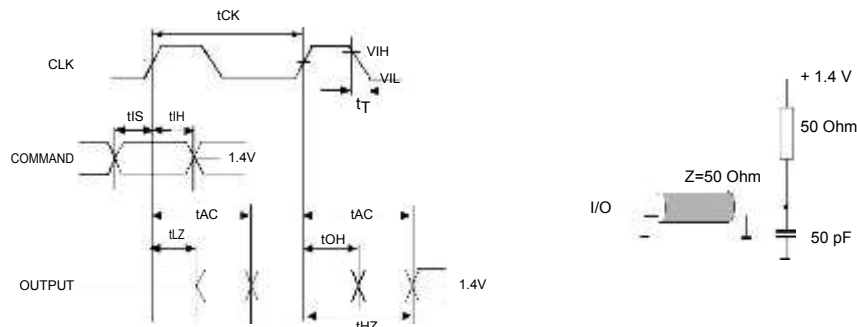 tCK
CLK
VIH
VIL
tT
tIS
tIH
COMMAND
1.4V
tAC
tAC
tLZ
tOH
OUTPUT
1.4V
tHZ
+ 1.4 V
50 Ohm
Z=50 Ohm
I/O
50 pF